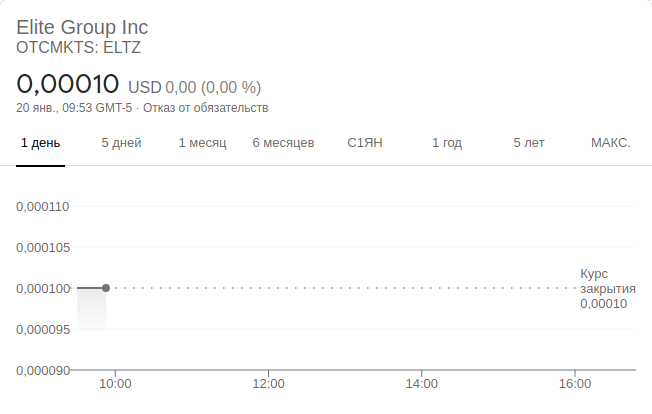 Elite Group Inc
OTCMKTS: ELTZ
0,00010 USD 0,00 (0,00 %)
20 янв., 09:53 GMT-5 · Отказ от обязательств
1 день 5 дней 1 месяц 6 месяцев С1ЯН 1 год 5 лет МАКС.
0,000110
0,000105
0,000100
0,000095
0,000090
Курс
закрытия
0,00010
10:00 12:00 14:00 16:00